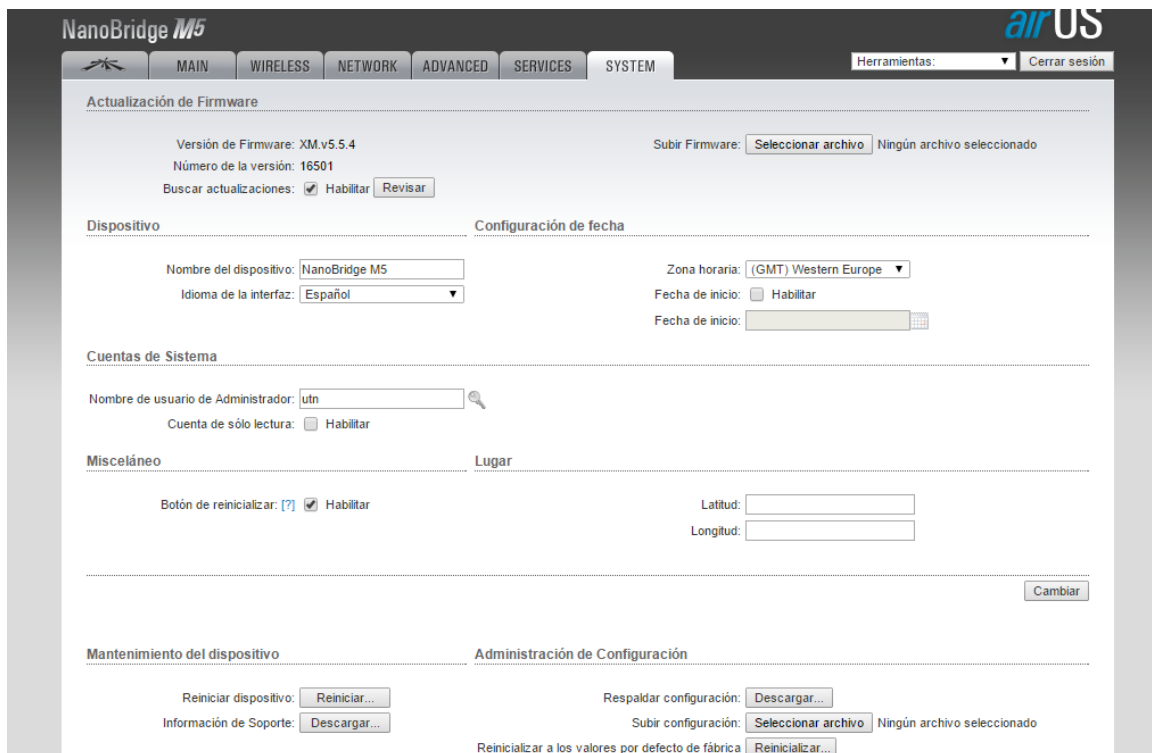 NanoBridge M5
air US
MAIN WIRELESS NETWORK ADVANCED SERVICES SYSTEM Herramientas: Cerrar sesión
Actualización de Firmware
Versión de Firmware: XM.v5.5.4 Subir Firmware: Seleccionar archivo Ningún archivo seleccionado
Número de la versión: 16501
Buscar actualizaciones: Habilitar Revisar
Dispositivo Configuración de fecha
Nombre del dispositivo: NanoBridge M5 Zona horaria: (GMT) Western Europe
Idioma de la interfaz: Español Fecha de inicio: Habilitar
Fecha de inicio:
Cuentas de Sistema
Nombre de usuario de Administrador: utn
Cuenta de sólo lectura: Habilitar
Misceláneo Lugar
Botón de reinicializar: [?] Habilitar Latitud:
Longitud:
Cambiar
Mantenimiento del dispositivo Administración de Configuración
Reiniciar dispositivo: Reiniciar... Respaldar configuración: Descargar...
Información de Soporte: Descargar... Subir configuración: Seleccionar archivo Ningún archivo seleccionado
Reinicializar a los valores por defecto de fábrica Reinicializar...